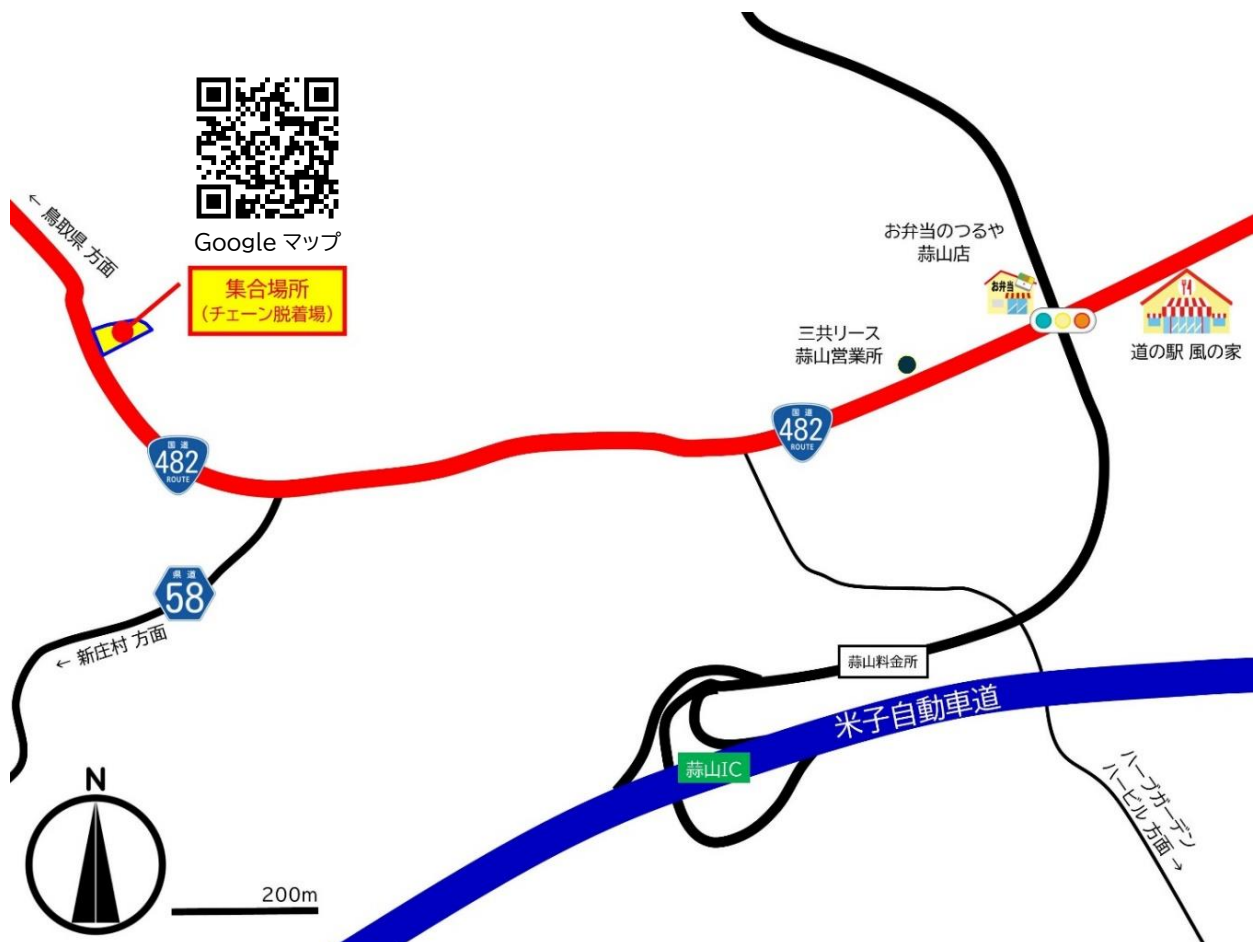 ← 鳥取県 方面
Google マップ
集合場所
（チェーン脱着場）
お弁当のつるや
蒜山店
お弁当
三共リース
蒜山営業所
道の駅 風の家
国道
482
ROUTE
国道
482
ROUTE
県道
58
← 新庄村 方面
蒜山料金所
米子自動車道
蒜山IC
ハーブガーデン
ハービル 方面 →
N
200m